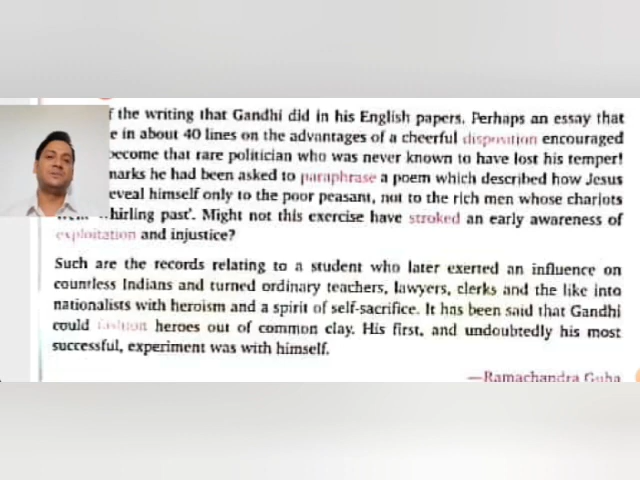 f the writing that Gandhi did in his English papers. Perhaps an essay that
e in about 40 lines on the advantages of a cheerful disposition encouraged
become that rare politician who was never known to have lost his temper!
marks he had been asked to paraphrase a poem which described how Jesus
eveal himself only to the poor peasant, not to the rich men whose chariots
whirling past'. Might not this exercise have stroked an early awareness of
exploitation and injustice?
Such are the records relating to a student who later exerted an influence on
countless Indians and turned ordinary teachers, lawyers, clerks and the like into
nationalists with heroism and a spirit of self-sacrifice. It has been said that Gandhi
could fashion heroes out of common clay. His first, and undoubtedly his most
successful, experiment was with himself.
—Ramachandra Guha